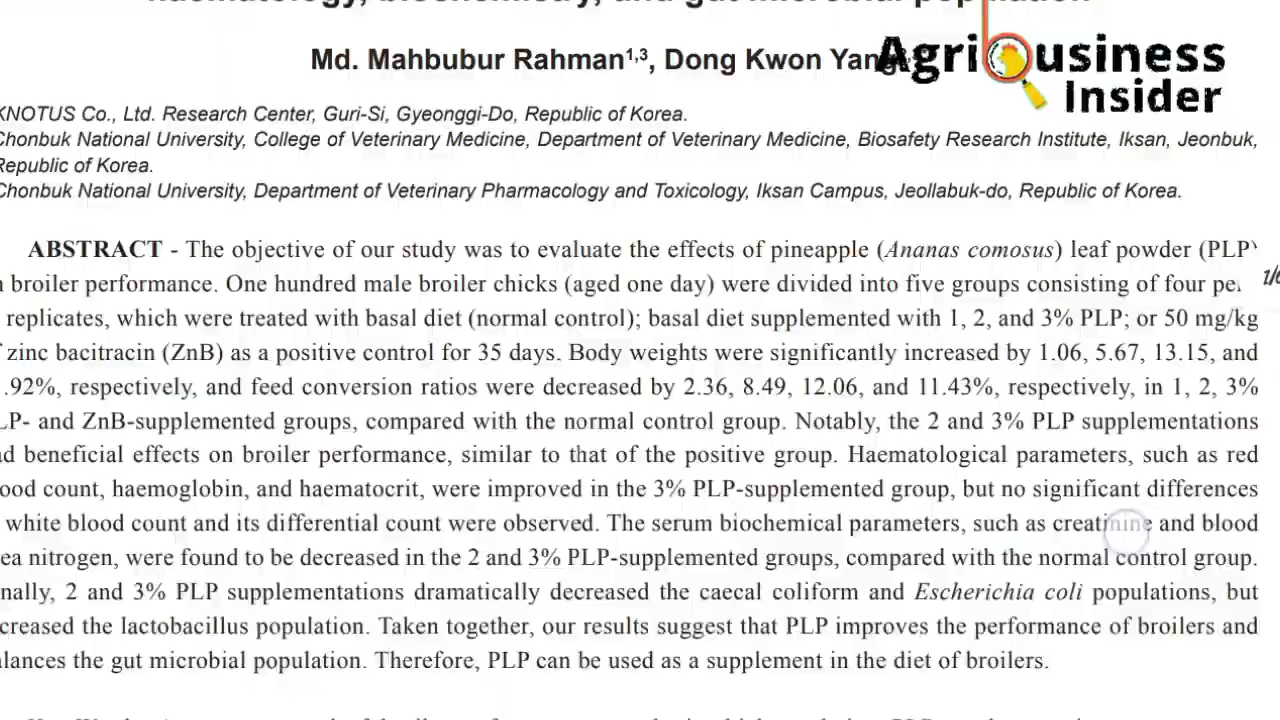 haematology, biochemistry, and gut microbial population
Md. Mahbubur Rahman1,3, Dong Kwon Yang
Agribusiness
Insider
KNOTUS Co., Ltd. Research Center, Guri-Si, Gyeonggi-Do, Republic of Korea.
Chonbuk National University, College of Veterinary Medicine, Department of Veterinary Medicine, Biosafety Research Institute, Iksan, Jeonbuk,
Republic of Korea.
Chonbuk National University, Department of Veterinary Pharmacology and Toxicology, Iksan Campus, Jeollabuk-do, Republic of Korea.
ABSTRACT - The objective of our study was to evaluate the effects of pineapple (Ananas comosus) leaf powder (PLP)
broiler performance. One hundred male broiler chicks (aged one day) were divided into five groups consisting of four
replicates, which were treated with basal diet (normal control); basal diet supplemented with 1, 2, and 3% PLP; or 50 mg/kg
zinc bacitracin (ZnB) as a positive control for 35 days. Body weights were significantly increased by 1.06, 5.67, 13.15, and
.92%, respectively, and feed conversion ratios were decreased by 2.36, 8.49, 12.06, and 11.43%, respectively, in 1, 2, 3%
LP- and ZnB-supplemented groups, compared with the normal control group. Notably, the 2 and 3% PLP supplementations
d beneficial effects on broiler performance, similar to that of the positive group. Haematological parameters, such as red
ood count, haemoglobin, and haematocrit, were improved in the 3% PLP-supplemented group, but no significant differences
white blood count and its differential count were observed. The serum biochemical parameters, such as creatinine and blood
ea nitrogen, were found to be decreased in the 2 and 3% PLP-supplemented groups, compared with the normal control group.
nally, 2 and 3% PLP supplementations dramatically decreased the caecal coliform and Escherichia coli populations, but
creased the lactobacillus population. Taken together, our results suggest that PLP improves the performance of broilers and
lances the gut microbial population. Therefore, PLP can be used as a supplement in the diet of broilers.